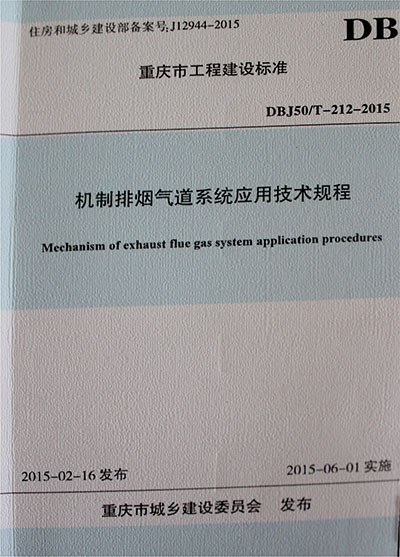 住房和城乡建设部备案号:J12944-2015
DB
重庆市工程建设标准
DBJ50/T-212-2015
机制排烟气道系统应用技术规程
Mechanism of exhaust flue gas system application procedures
2015-02-16 发布
2015-06-01 实施
重庆市城乡建设委员会 发布